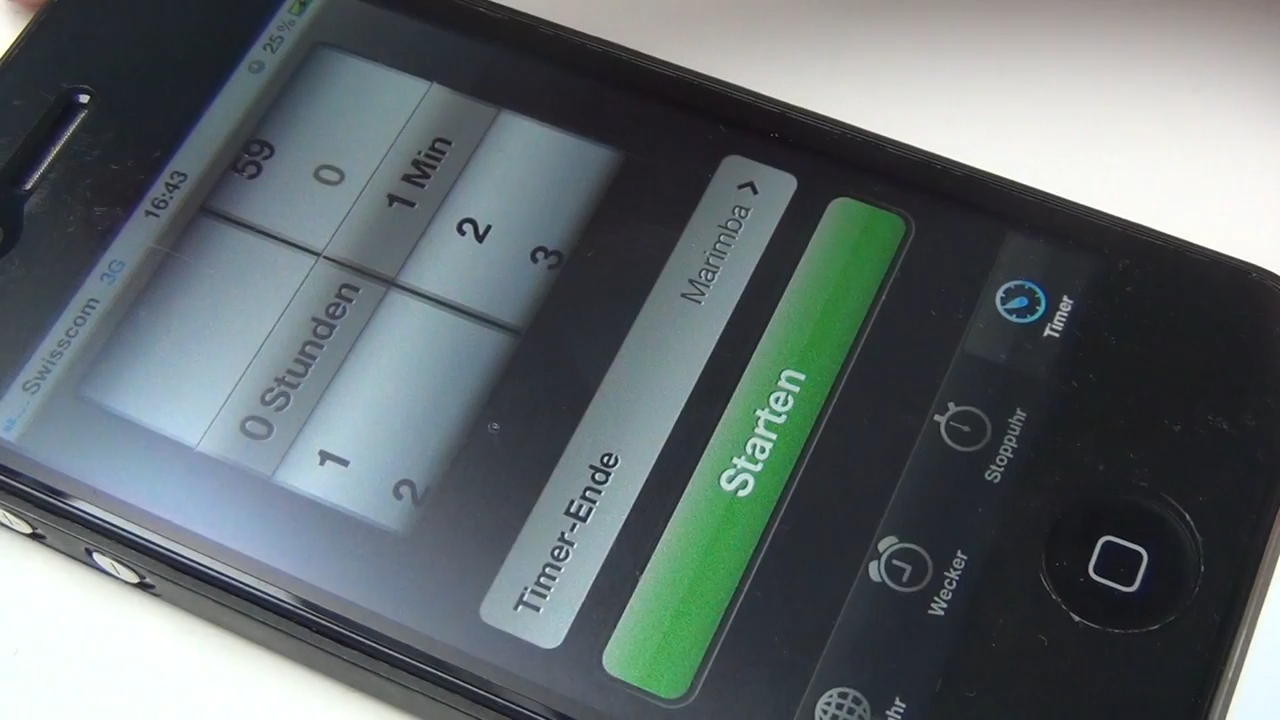 Swisscom 3G 16:43 25 %
59
0
0 Stunden 1 Min
1 2
2 3
Timer-Ende Marimba
Starten
Wecker Stoppuhr Timer